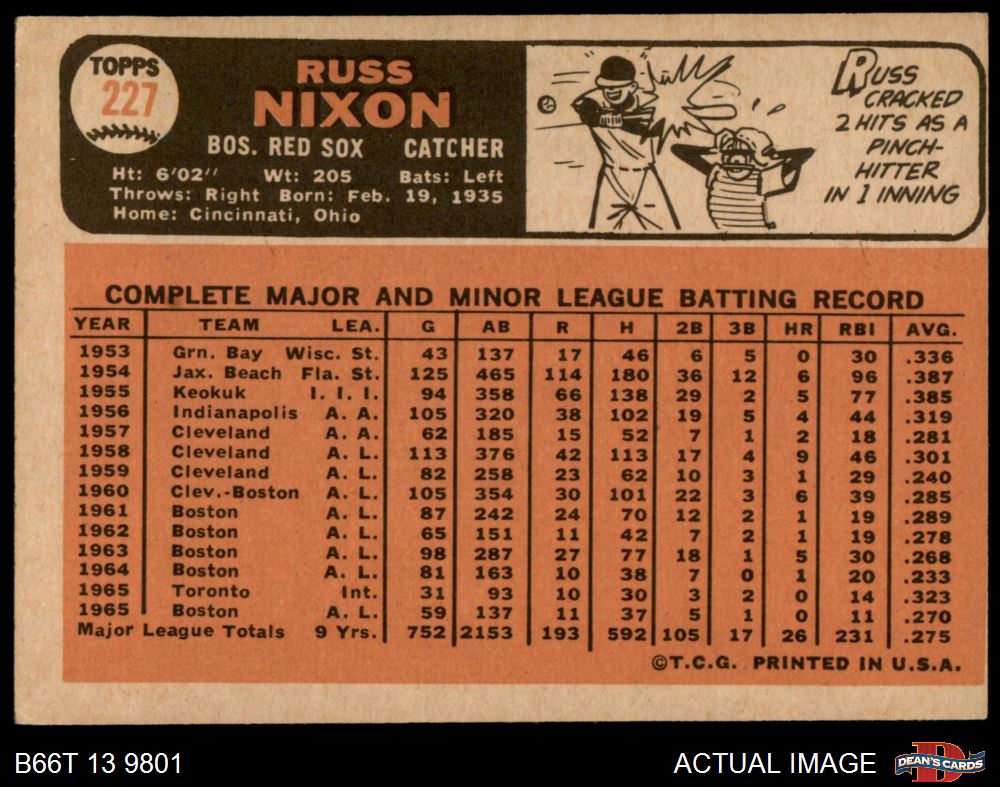 TOPPS
227
RUSS
NIXON
BOS. RED SOX CATCHER
Ht: 6'02" Wt: 205 Bats: Left
Throws: Right Born: Feb. 19, 1935
Home: Cincinnati, Ohio
RUSS
CRACKED
2 HITS AS A
PINCH-
HITTER
IN 1 INNING
COMPLETE MAJOR AND MINOR LEAGUE BATTING RECORD
YEAR TEAM LEA. G AB R H 2B 3B HR RBI AVG.
1953 Grn. Bay Wisc. St. 43 137 17 46 6 5 0 30 .336
1954 Jax. Beach Fla. St. 125 465 114 180 36 12 6 96 .387
1955 Keokuk I. I. I. 94 358 66 138 29 2 5 77 .385
1956 Indianapolis A. A. 105 320 38 102 19 5 4 44 .319
1957 Cleveland A. A. 62 185 15 52 7 1 2 18 .281
1958 Cleveland A. L. 113 376 42 113 17 4 9 46 .301
1959 Cleveland A. L. 82 258 23 62 10 3 1 29 .240
1960 Clev.-Boston A. L. 105 354 30 101 22 3 6 39 .285
1961 Boston A. L. 87 242 24 70 12 2 1 19 .289
1962 Boston A. L. 65 151 11 42 7 2 1 19 .278
1963 Boston A. L. 98 287 27 77 18 1 5 30 .268
1964 Boston A. L. 81 163 10 38 7 0 1 20 .233
1965 Toronto Int. 31 93 10 30 3 2 0 14 .323
1965 Boston A. L. 59 137 11 37 5 1 0 11 .270
Major League Totals 9 Yrs. 752 2153 193 592 105 17 26 231 .275
©T.C.G. PRINTED IN U.S.A.
B66T 13 9801 ACTUAL IMAGE
DEAN'S CARDS